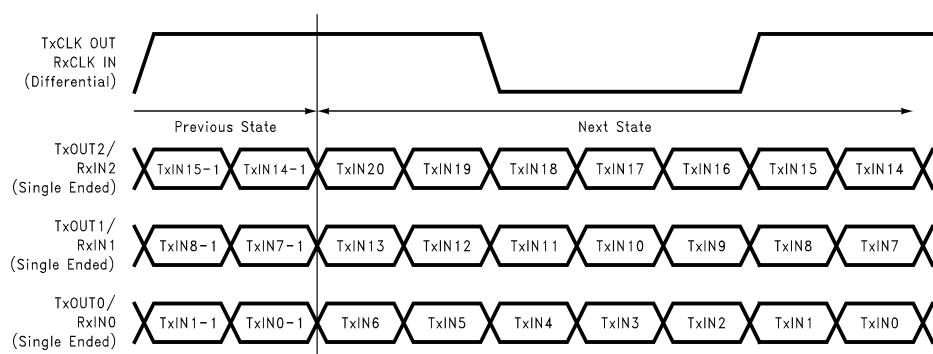 TxCLK OUT
RxCLK IN
(Differential)
Previous State
Next State
TxOUT2/
RxIN2
(Single Ended)
TxIN15-1 TxIN14-1 TxIN20 TxIN19 TxIN18 TxIN17 TxIN16 TxIN15 TxIN14
TxOUT1/
RxIN1
(Single Ended)
TxIN8-1 TxIN7-1 TxIN13 TxIN12 TxIN11 TxIN10 TxIN9 TxIN8 TxIN7
TxOUT0/
RxIN0
(Single Ended)
TxIN1-1 TxIN0-1 TxIN6 TxIN5 TxIN4 TxIN3 TxIN2 TxIN1 TxIN0